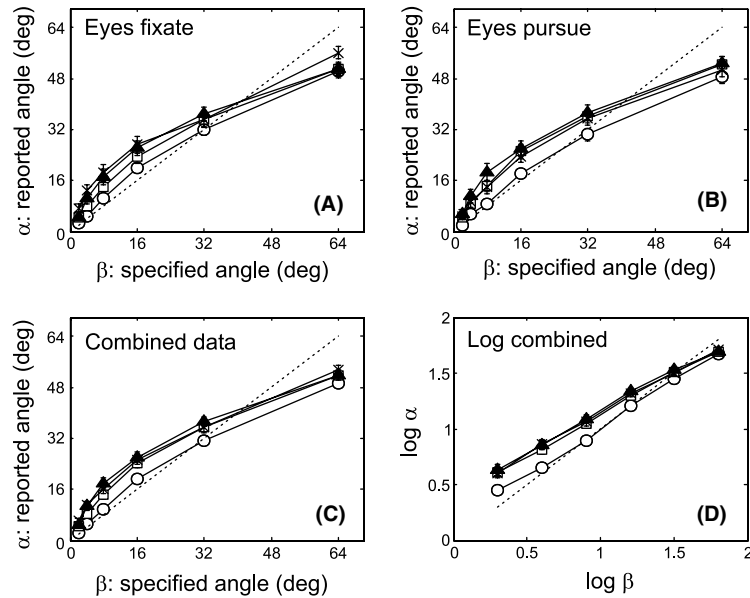 Eyes fixate
α: reported angle (deg)
64
48
32
16
0
0 16 32 48 64
β: specified angle (deg)
(A)
Eyes pursue
α: reported angle (deg)
64
48
32
16
0
0 16 32 48 64
β: specified angle (deg)
(B)
Combined data
α: reported angle (deg)
64
48
32
16
0
0 16 32 48 64
β: specified angle (deg)
(C)
Log combined
log α
2
1.5
1
0.5
0
0 0.5 1 1.5 2
log β
(D)